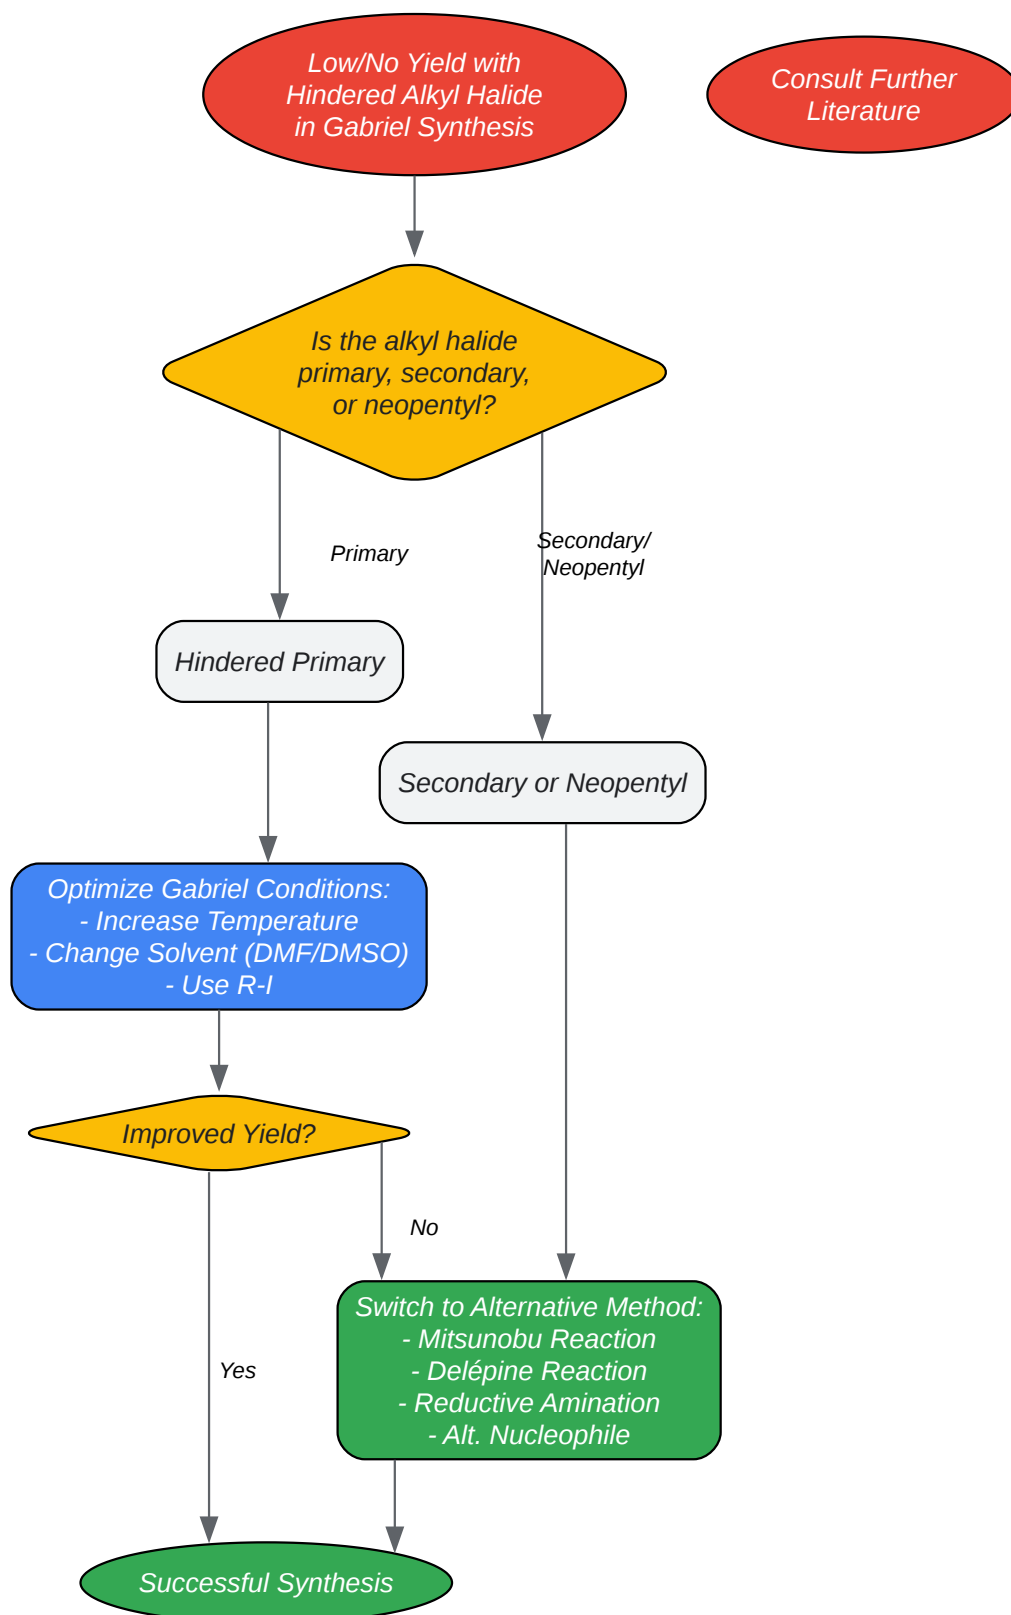 Low/No Yield with
Hindered Alkyl Halide
in Gabriel Synthesis
Consult Further
Literature
Is the alkyl halide
primary, secondary,
or neopentyl?
Primary
Secondary/
Neopentyl
Hindered Primary
Secondary or Neopentyl
Optimize Gabriel Conditions:
- Increase Temperature
- Change Solvent (DMF/DMSO)
- Use R-I
Improved Yield?
No
Yes
Switch to Alternative Method:
- Mitsunobu Reaction
- Delépine Reaction
- Reductive Amination
- Alt. Nucleophile
Successful Synthesis